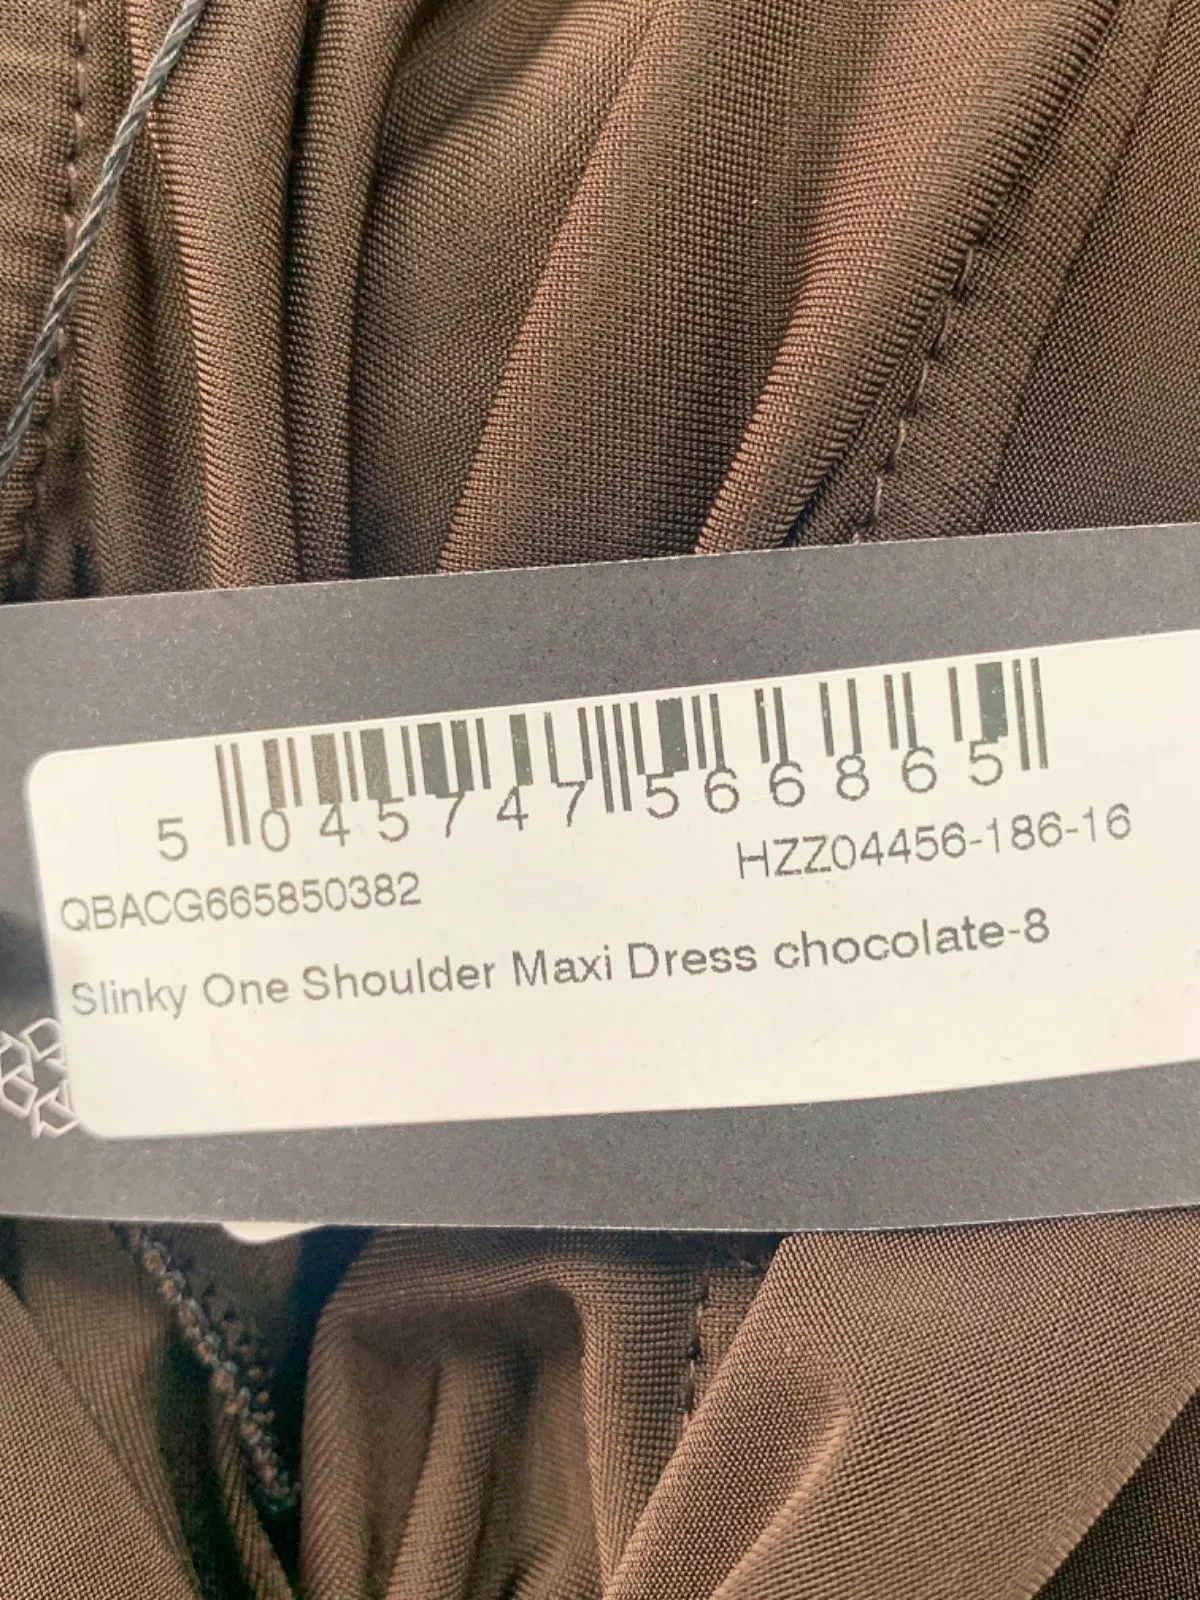 5 045747 566865
QBACG665850382 HZZ04456-186-16
Slinky One Shoulder Maxi Dress chocolate-8